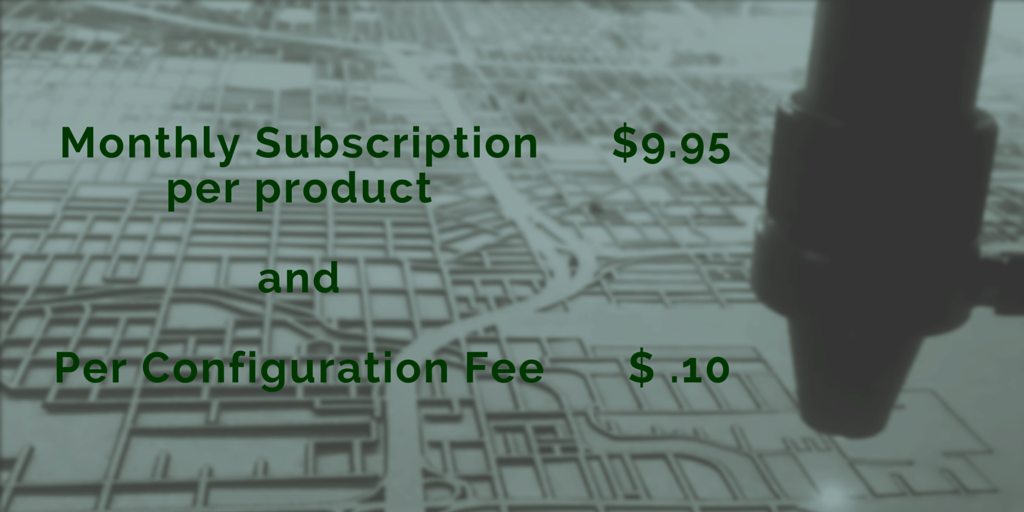 Monthly Subscription $9.95
per product
and
Per Configuration Fee $ .10